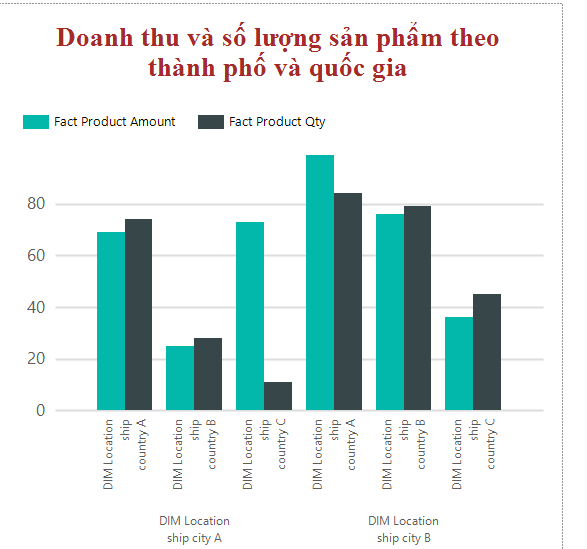 Doanh thu và số lượng sản phẩm theo
thành phố và quốc gia
Fact Product Amount
Fact Product Qty
80
60
40
20
0
DIM Location
ship
country A
DIM Location
ship
country B
DIM Location
ship
country C
DIM Location
ship
country A
DIM Location
ship
country B
DIM Location
ship
country C
DIM Location
ship city A
DIM Location
ship city B